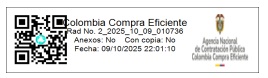 Colombia Compra Eficiente
Rad No. 2_2025_10_09_010736
Anexos: No Con copia: No
Fecha: 09/10/2025 22:01:10
Agencia Nacional
de Contratación Pública
Colombia Compra Eficiente